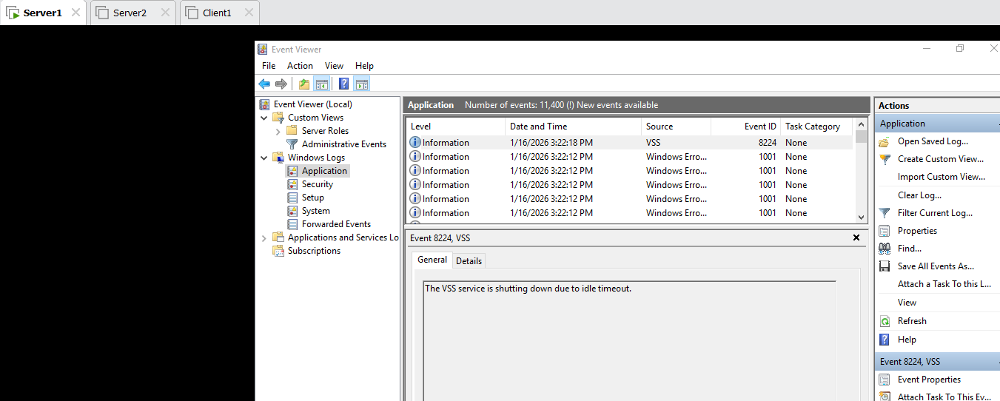 Server1 Server2 Client1
Event Viewer
File Action View Help
Event Viewer (Local)
Custom Views
Server Roles
Administrative Events
Windows Logs
Application
Security
Setup
System
Forwarded Events
Applications and Services Lo
Subscriptions
Application Number of events: 11,400 (!) New events available
Level Date and Time Source Event ID Task Category
Information 1/16/2026 3:22:18 PM VSS 8224 None
Information 1/16/2026 3:22:12 PM Windows Erro... 1001 None
Information 1/16/2026 3:22:12 PM Windows Erro... 1001 None
Information 1/16/2026 3:22:12 PM Windows Erro... 1001 None
Information 1/16/2026 3:22:12 PM Windows Erro... 1001 None
Information 1/16/2026 3:22:12 PM Windows Erro... 1001 None
Event 8224, VSS
General Details
The VSS service is shutting down due to idle timeout.
Actions
Application
Open Saved Log...
Create Custom View...
Import Custom View...
Clear Log...
Filter Current Log...
Properties
Find...
Save All Events As...
Attach a Task To this L...
View
Refresh
Help
Event 8224, VSS
Event Properties
Attach Task To This Ev...